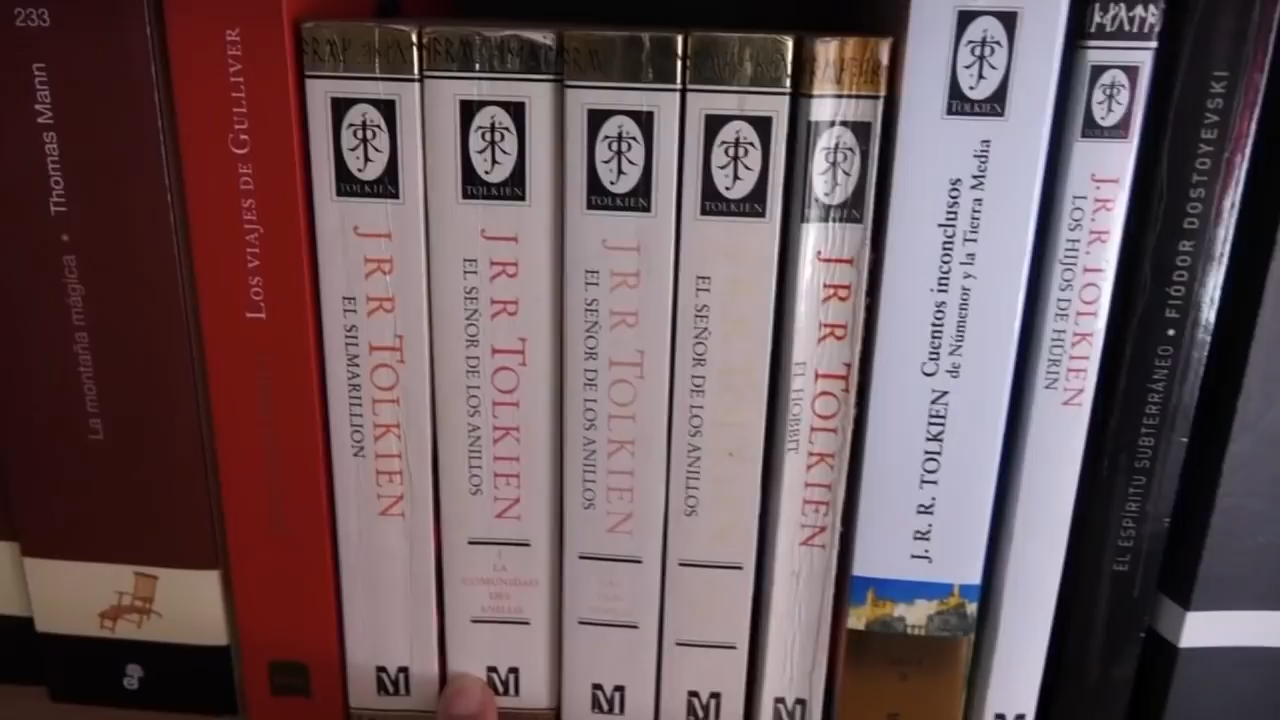 233
La montaña mágica • Thomas Mann
LOS VIAJES DE GULLIVER
TOLKIEN
J R R TOLKIEN
EL SILMARILLION
M
TOLKIEN
J R R TOLKIEN
EL SEÑOR DE LOS ANILLOS
I
LA
COMUNIDAD
DEL
ANILLO
M
TOLKIEN
J R R TOLKIEN
EL SEÑOR DE LOS ANILLOS
M
TOLKIEN
EL SEÑOR DE LOS ANILLOS
M
TOLKIEN
J R R TOLKIEN
EL HOBBIT
M
TOLKIEN
J. R. R. TOLKIEN Cuentos inconclusos
de Númenor y la Tierra Media
TOLKIEN
J. R. R. TOLKIEN
LOS HIJOS DE HÚRIN
M
EL ESPÍRITU SUBTERRÁNEO • FIÓDOR DOSTOYEVSKI